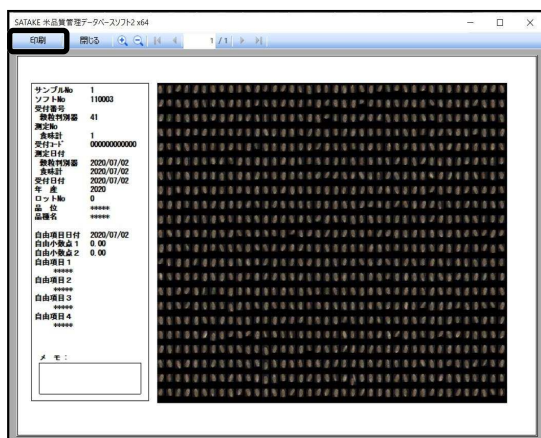 SATAKE 米品質管理データベースソフト2 x64
印刷 閉じる 1 / 1
サンプルNo 1
ソフトNo 110003
受付番号
穀粒判別器 41
測定No
食味計 1
受付コード 000000000000
測定日付
穀粒判別器 2020/07/02
食味計 2020/07/02
受付日付 2020/07/02
年 産 2020
ロットNo 0
品 位 *****
品種名 *****
自由項目日付 2020/07/02
自由小数点1 0.00
自由小数点2 0.00
自由項目1
*****
自由項目2
*****
自由項目3
*****
自由項目4
*****
メ モ: